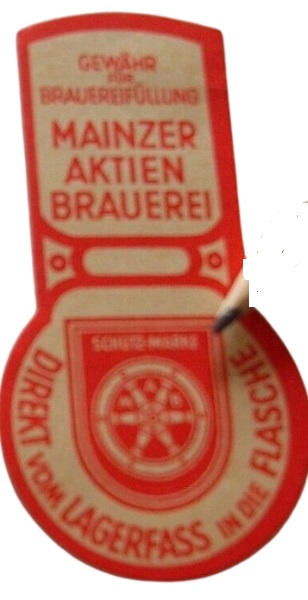 GEWÄHR
FÜR
BRAUEREIFÜLLUNG
MAINZER
AKTIEN
BRAUEREI
SCHUTZ-MARKE
DIREKT VOM LAGERFASS IN DIE FLASCHE